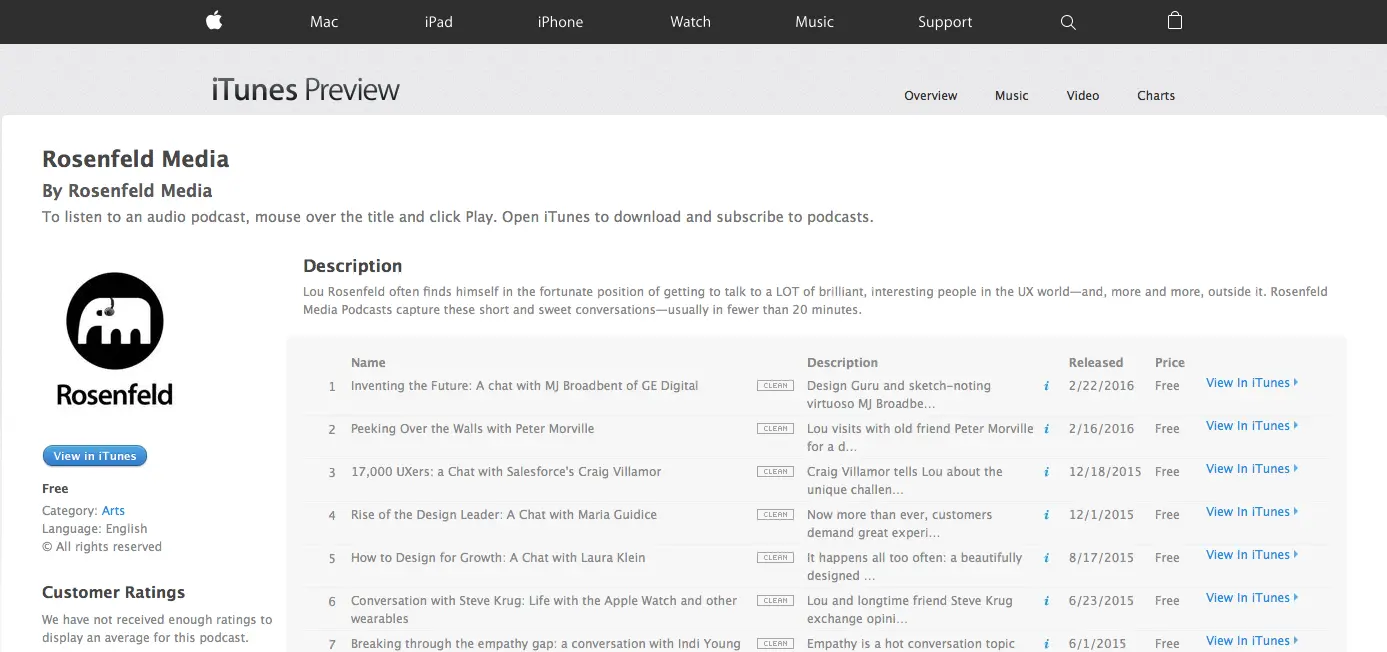 Mac iPad iPhone Watch Music Support
iTunes Preview
Overview Music Video Charts
Rosenfeld Media
By Rosenfeld Media
To listen to an audio podcast, mouse over the title and click Play. Open iTunes to download and subscribe to podcasts.
Rosenfeld
View in iTunes
Free
Category: Arts
Language: English
© All rights reserved
Customer Ratings
We have not received enough ratings to
display an average for this podcast.
Description
Lou Rosenfeld often finds himself in the fortunate position of getting to talk to a LOT of brilliant, interesting people in the UX world—and, more and more, outside it. Rosenfeld
Media Podcasts capture these short and sweet conversations—usually in fewer than 20 minutes.
Name Description Released Price
1 Inventing the Future: A chat with MJ Broadbent of GE Digital CLEAN Design Guru and sketch-noting i 2/22/2016 Free View In iTunes
virtuoso MJ Broadbe...
2 Peeking Over the Walls with Peter Morville CLEAN Lou visits with old friend Peter Morville i 2/16/2016 Free View In iTunes
for a d...
3 17,000 UXers: a Chat with Salesforce's Craig Villamor CLEAN Craig Villamor tells Lou about the i 12/18/2015 Free View In iTunes
unique challen...
4 Rise of the Design Leader: A Chat with Maria Guidice CLEAN Now more than ever, customers i 12/1/2015 Free View In iTunes
demand great experi...
5 How to Design for Growth: A Chat with Laura Klein CLEAN It happens all too often: a beautifully i 8/17/2015 Free View In iTunes
designed ...
6 Conversation with Steve Krug: Life with the Apple Watch and other CLEAN Lou and longtime friend Steve Krug i 6/23/2015 Free View In iTunes
wearables exchange opini...
7 Breaking through the empathy gap: a conversation with Indi Young CLEAN Empathy is a hot conversation topic i 6/1/2015 Free View In iTunes